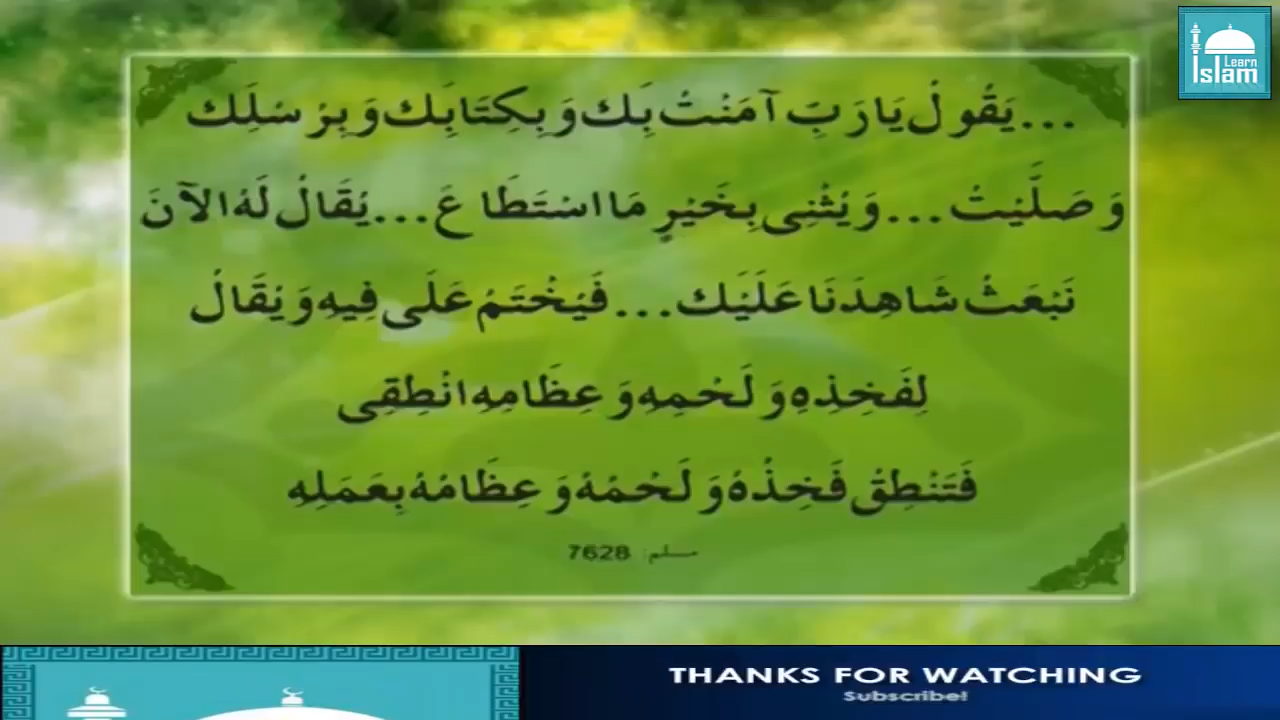 ...يَقُولُ يَا رَبِّ آمَنْتُ بِكَ وَ بِكِتَابِكَ وَ بِرُسُلِكَ
وَ صَلَّيْتُ ... وَ يُثْنِى بِخَيْرٍ مَا اسْتَطَاعَ ... يُقَالُ لَهُ الآنَ
نَبْعَثُ شَاهِدَنَا عَلَيْكَ ... فَيُخْتَمُ عَلَى فِيهِ وَ يُقَالُ
لِفَخِذِهِ وَ لَحْمِهِ وَ عِظَامِهِ انْطِقِى
فَتَنْطِقُ فَخِذُهُ وَ لَحْمُهُ وَ عِظَامُهُ بِعَمَلِهِ
مسلم: 7628
Learn
Islam
THANKS FOR WATCHING
Subscribe!